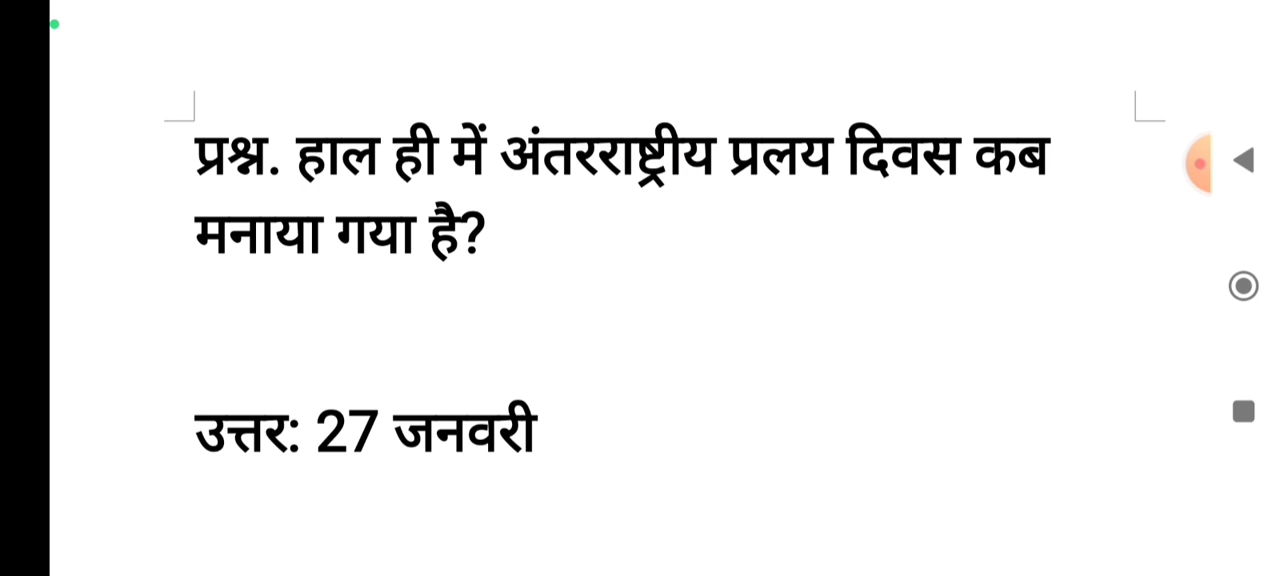 प्रश्न. हाल ही में अंतरराष्ट्रीय प्रलय दिवस कब
मनाया गया है?
उत्तर: 27 जनवरी